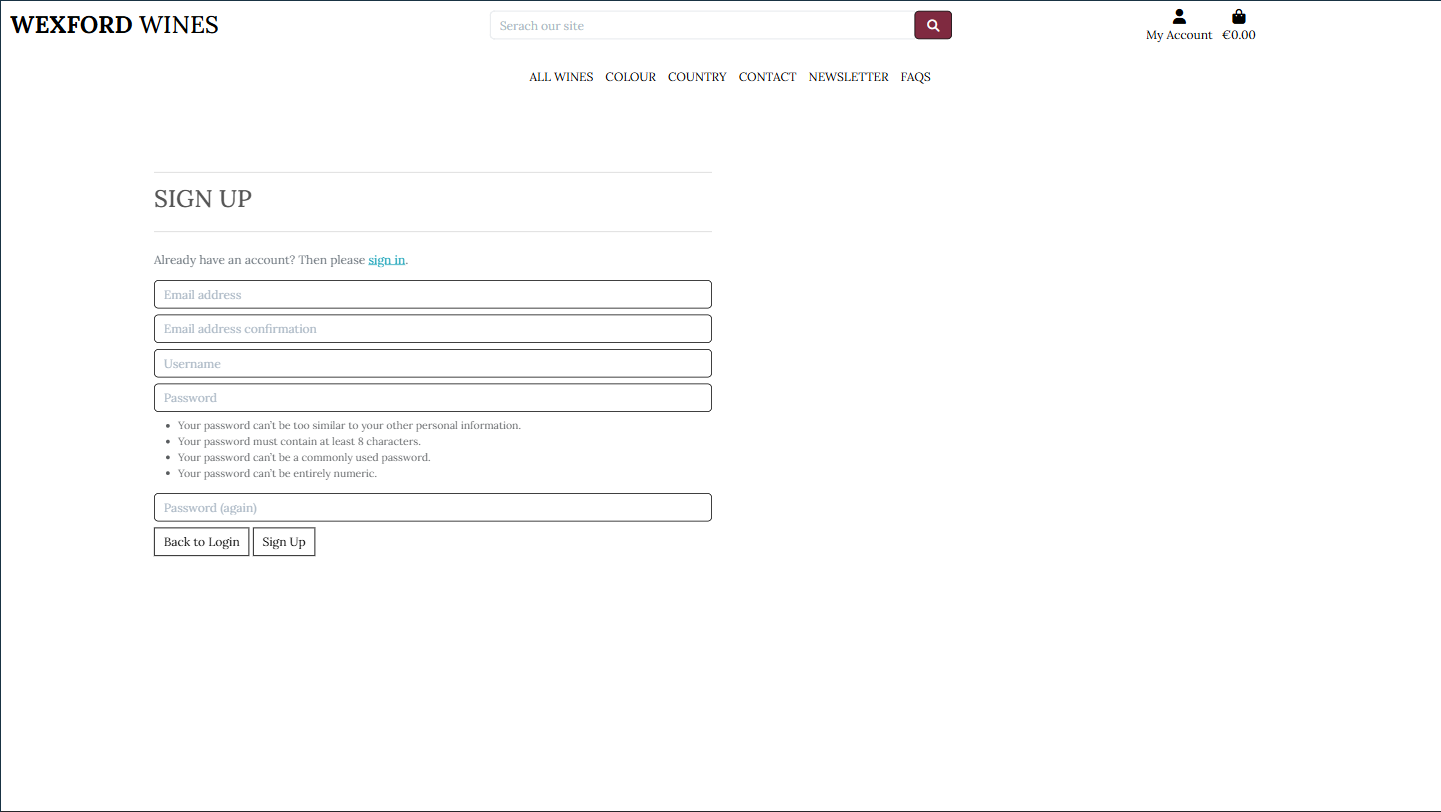 WEXFORD WINES
Serach our site
My Account €0.00
ALL WINES COLOUR COUNTRY CONTACT NEWSLETTER FAQS
SIGN UP
Already have an account? Then please sign in.
Email address
Email address confirmation
Username
Password
• Your password can't be too similar to your other personal information.
• Your password must contain at least 8 characters.
• Your password can't be a commonly used password.
• Your password can't be entirely numeric.
Password (again)
Back to Login Sign Up